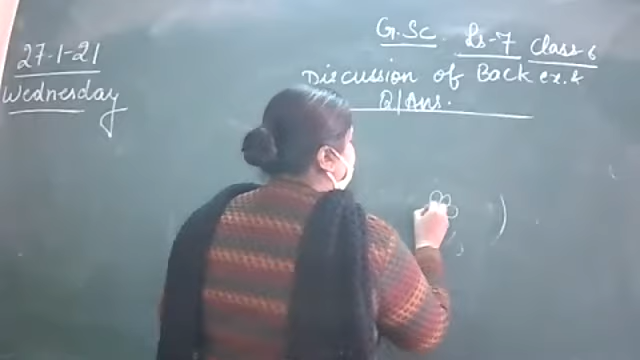 27-1-21
Wednesday
G.Sc. Ls-7 Class-6
Discussion of Back ex. &
Q/Ans.